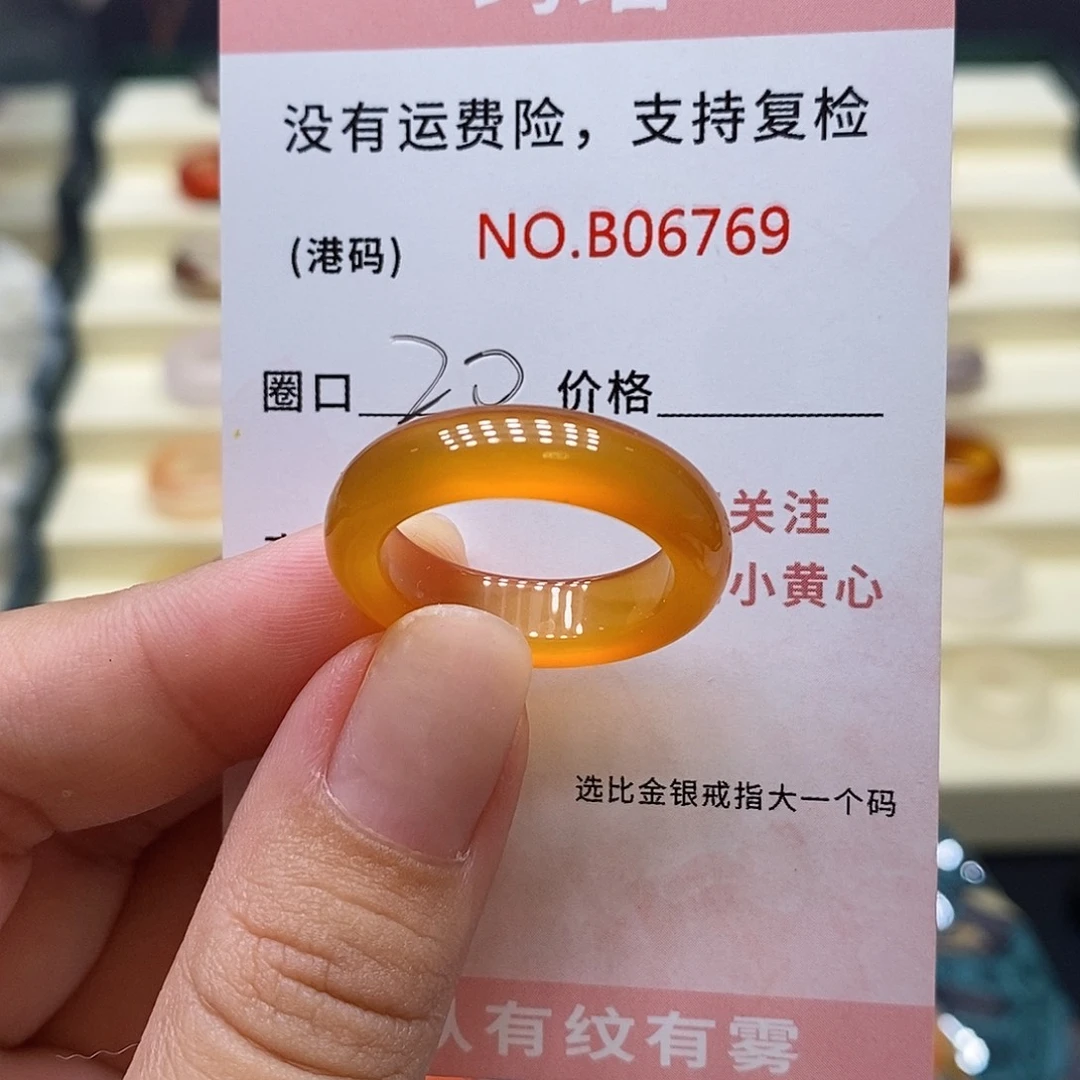 没有运费险，支持复检
(港码) NO.B06769
圈口 20 价格
关注
小黄心
选比金银戒指大一个码
有纹有雾